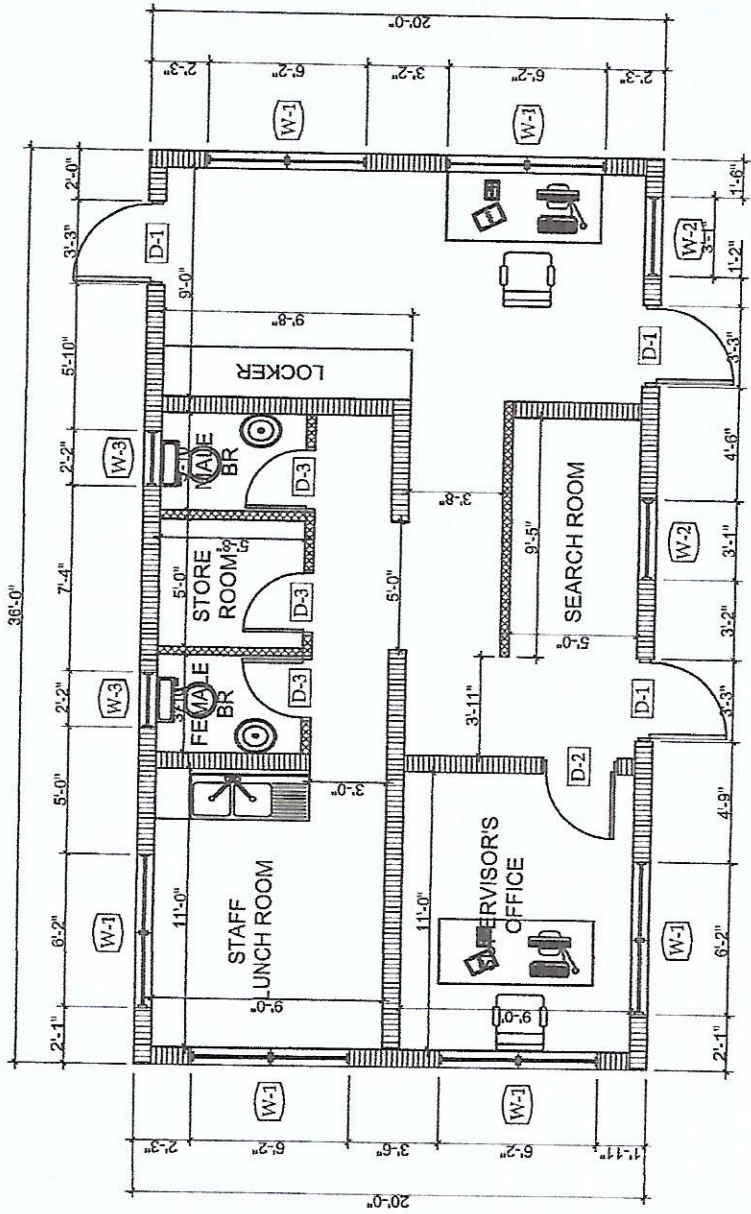 36'-0"
2'-1" 6'-2" 5'-0" 2'-2" 7'-4" 2'-2" 5'-10" 3'-3" 2'-0"
W-1 W-3 W-3 D-1
20'-0"
2'-3"
6'-2"
3'-6"
6'-2"
1'-11"
W-1
W-1
11'-0"
STAFF
LUNCH ROOM
9'-0"
3'-0"
FEMALE
BR
5'-0"
STORE
ROOM
MALE
BR
D-3 D-3 D-3
LOCKER
9'-0"
9'-8"
5'-0"
11'-0"
SUPERVISOR'S
OFFICE
9'-0"
D-2
3'-11"
3'-8"
9'-5"
5'-0"
SEARCH ROOM
20'-0"
2'-3"
6'-2"
3'-2"
6'-2"
2'-3"
W-1
W-1
W-1 D-1 W-2 D-1 W-2
3'-1"
2'-1" 6'-2" 4'-9" 3'-3" 3'-2" 3'-1" 4'-6" 3'-3" 1'-2" 1'-6"